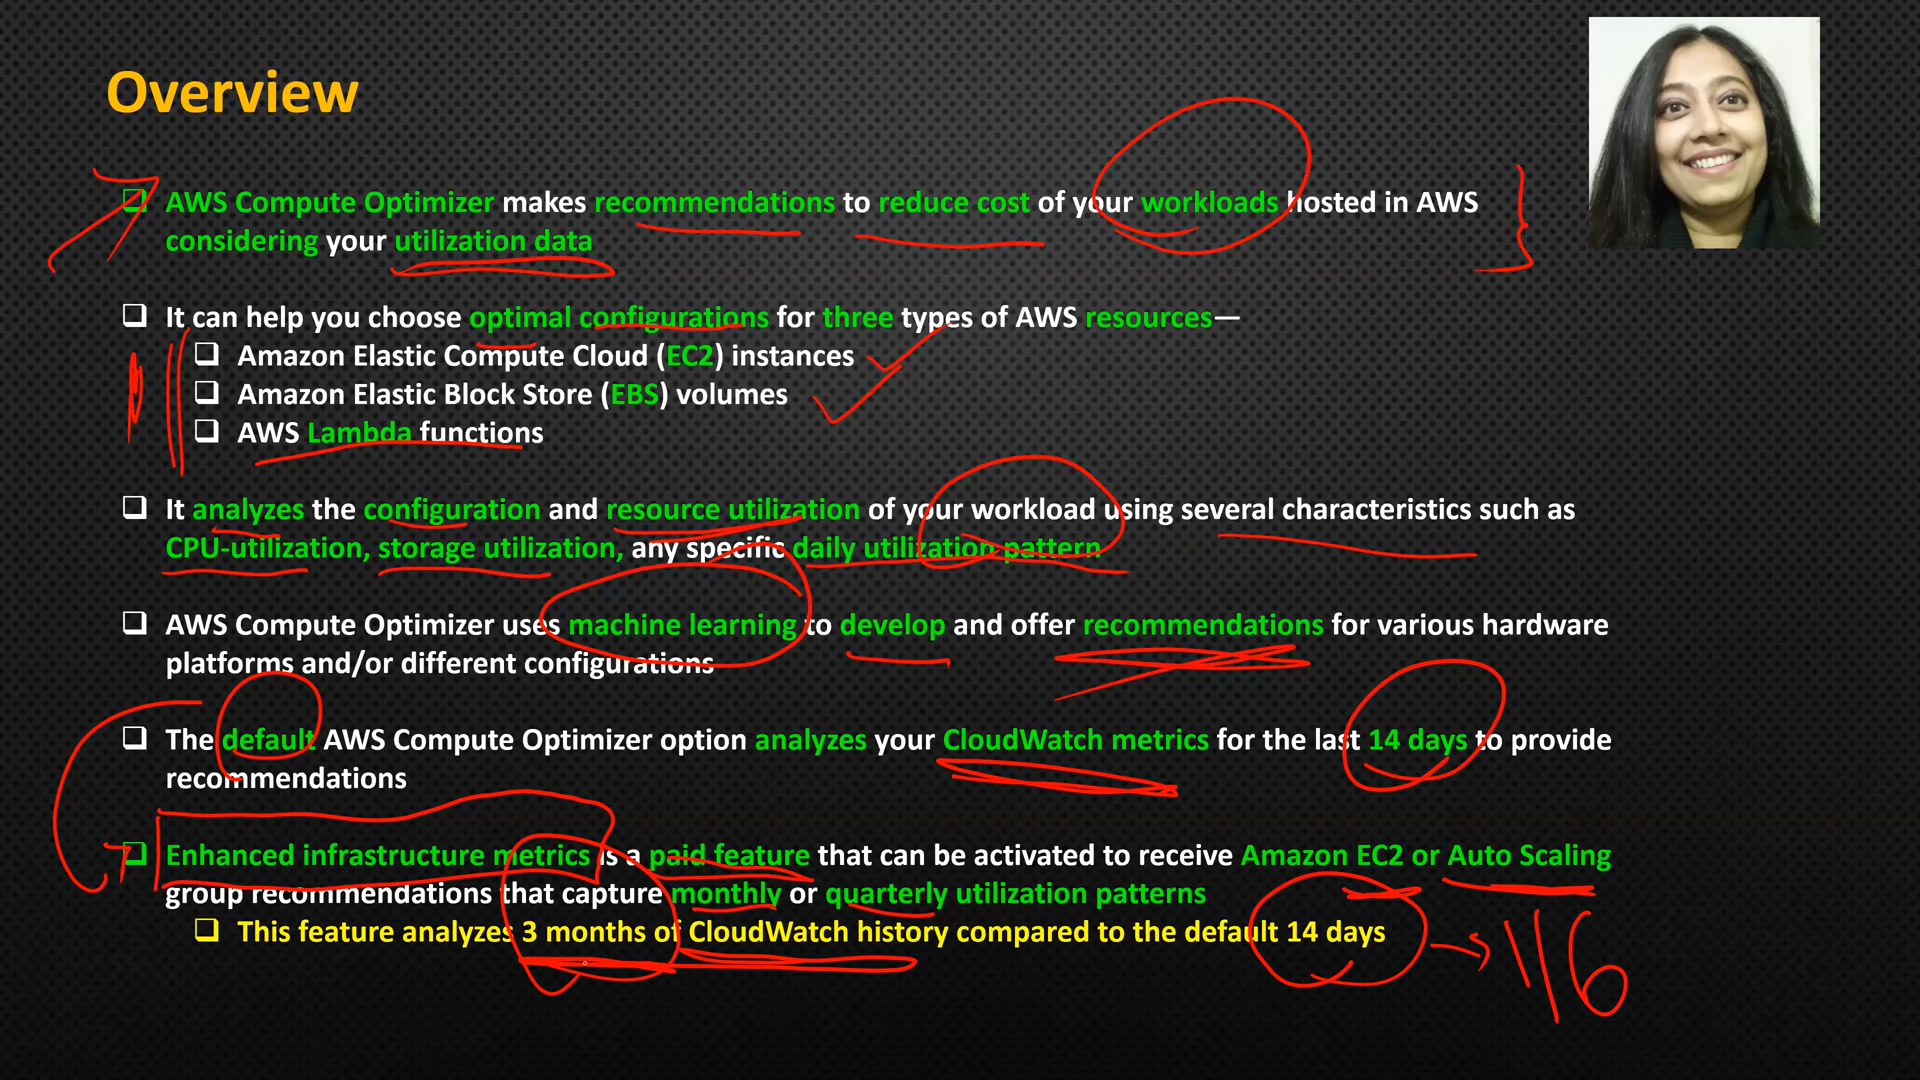 Overview
AWS Compute Optimizer makes recommendations to reduce cost of your workloads hosted in AWS
considering your utilization data
It can help you choose optimal configurations for three types of AWS resources—
Amazon Elastic Compute Cloud (EC2) instances
Amazon Elastic Block Store (EBS) volumes
AWS Lambda functions
It analyzes the configuration and resource utilization of your workload using several characteristics such as
CPU-utilization, storage utilization, any specific daily utilization pattern
AWS Compute Optimizer uses machine learning to develop and offer recommendations for various hardware
platforms and/or different configurations
The default AWS Compute Optimizer option analyzes your CloudWatch metrics for the last 14 days to provide
recommendations
Enhanced infrastructure metrics is a paid feature that can be activated to receive Amazon EC2 or Auto Scaling
group recommendations that capture monthly or quarterly utilization patterns
This feature analyzes 3 months of CloudWatch history compared to the default 14 days
1/6